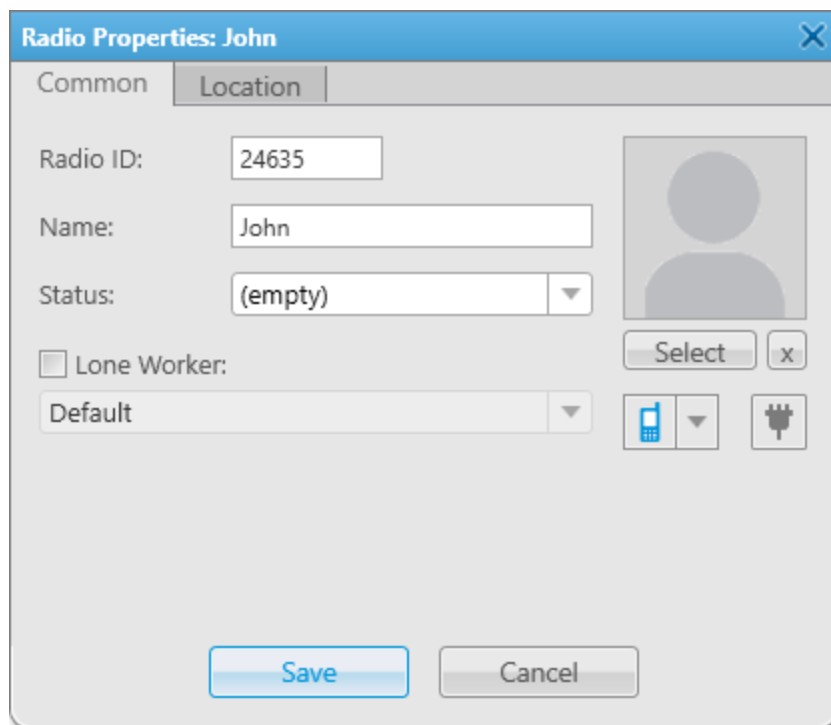 Radio Properties: John
Common Location
Radio ID: 24635
Name: John
Status: (empty)
Select x
Lone Worker:
Default
Save Cancel